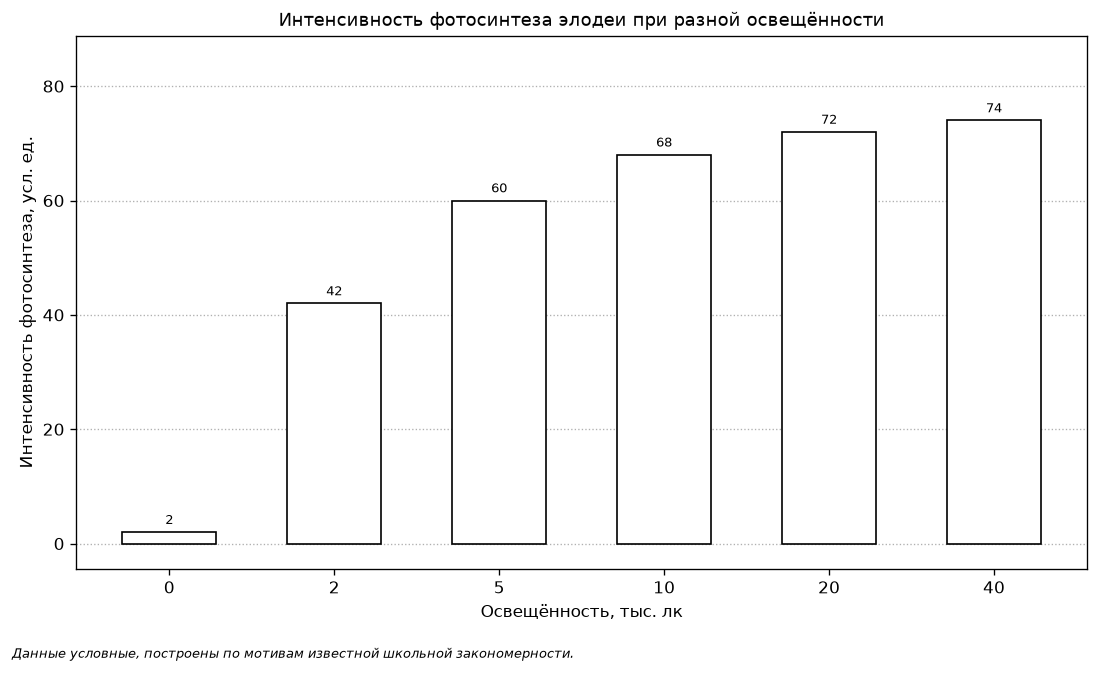 Интенсивность фотосинтеза элодеи при разной освещённости
Интенсивность фотосинтеза, усл. ед.
80
60
40
20
0
2
42
60
68
72
74
0 2 5 10 20 40
Освещённость, тыс. лк
Данные условные, построены по мотивам известной школьной закономерности.